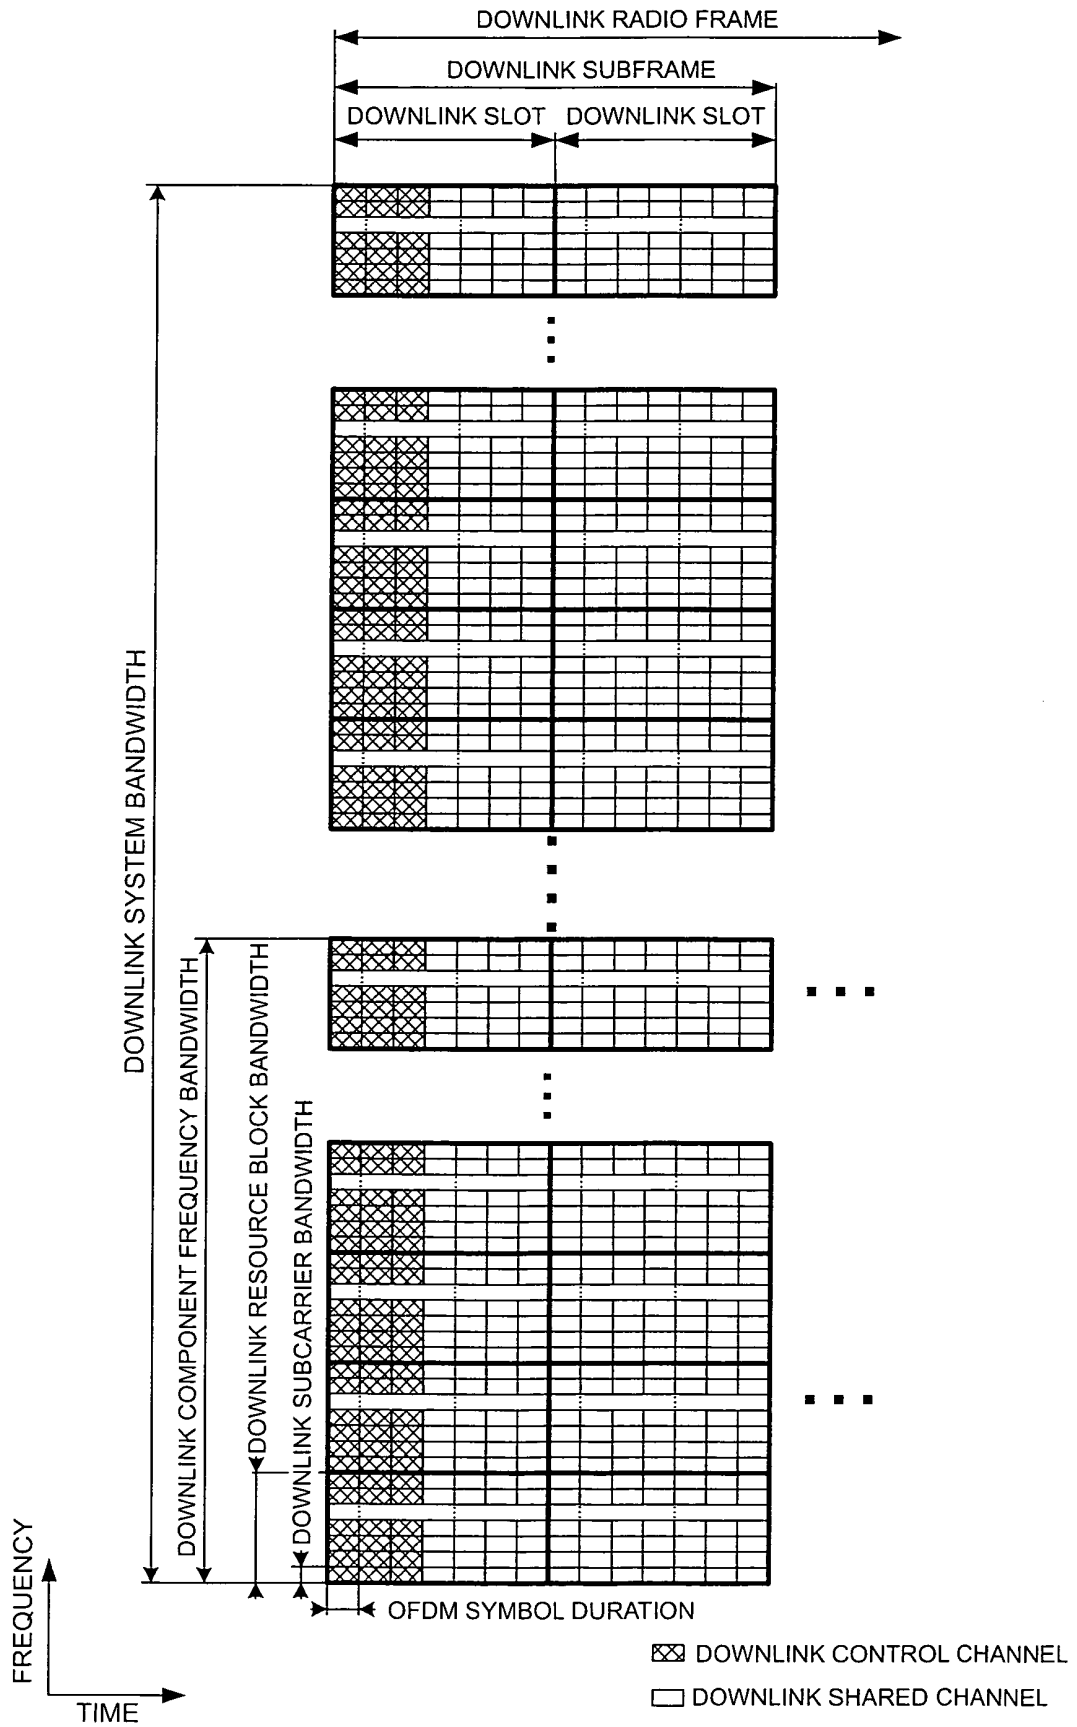 DOWNLINK RADIO FRAME
DOWNLINK SUBFRAME
DOWNLINK SLOT
DOWNLINK SLOT
DOWNLINK SYSTEM BANDWIDTH
DOWNLINK COMPONENT FREQUENCY BANDWIDTH
DOWNLINK RESOURCE BLOCK BANDWIDTH
DOWNLINK SUBCARRIER BANDWIDTH
OFDM SYMBOL DURATION
FREQUENCY
TIME
DOWNLINK CONTROL CHANNEL
DOWNLINK SHARED CHANNEL